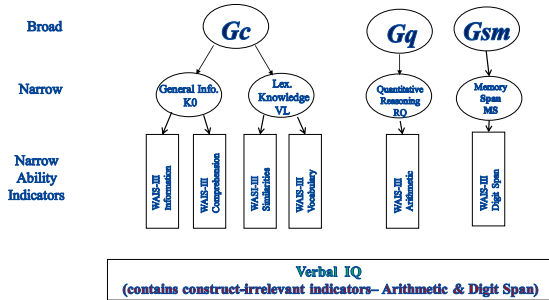 Broad
Gc
Gq
Gsm
Narrow
General Info.
K0
Lex.
Knowledge
VL
Quantitative
Reasoning
RQ
Memory
Span
MS
Narrow
Ability
Indicators
WAIS-III
Information
WAIS-III
Comprehension
WASI-III
Similarities
WAIS-III
Vocabulary
WAIS-III
Arithmetic
WAIS-III
Digit Span
Verbal IQ
(contains construct-irrelevant indicators– Arithmetic & Digit Span)